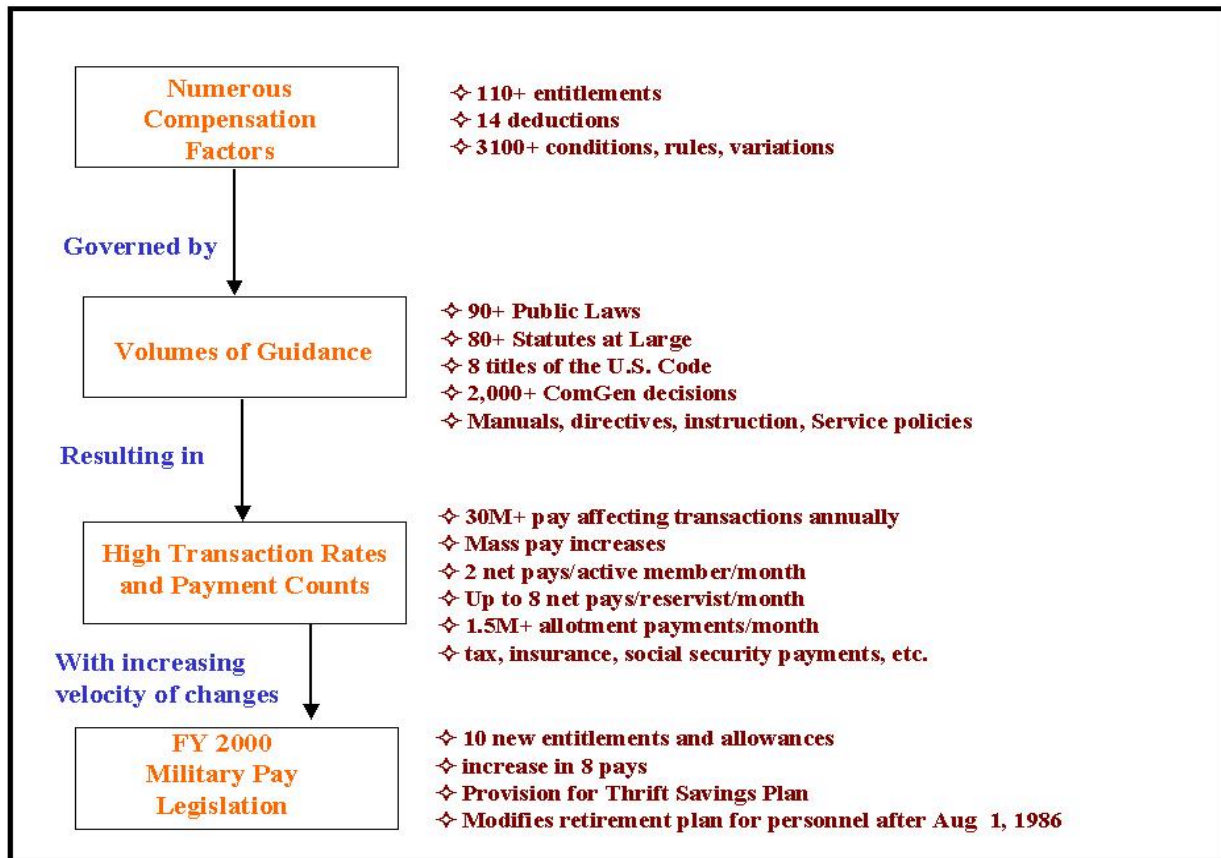 Numerous
Compensation
Factors
✧ 110+ entitlements
✧ 14 deductions
✧ 3100+ conditions, rules, variations
Governed by
Volumes of Guidance
✧ 90+ Public Laws
✧ 80+ Statutes at Large
✧ 8 titles of the U.S. Code
✧ 2,000+ ComGen decisions
✧ Manuals, directives, instruction, Service policies
Resulting in
High Transaction Rates
and Payment Counts
✧ 30M+ pay affecting transactions annually
✧ Mass pay increases
✧ 2 net pays/active member/month
✧ Up to 8 net pays/reservist/month
✧ 1.5M+ allotment payments/month
✧ tax, insurance, social security payments, etc.
With increasing
velocity of changes
FY 2000
Military Pay
Legislation
✧ 10 new entitlements and allowances
✧ increase in 8 pays
✧ Provision for Thrift Savings Plan
✧ Modifies retirement plan for personnel after Aug 1, 1986